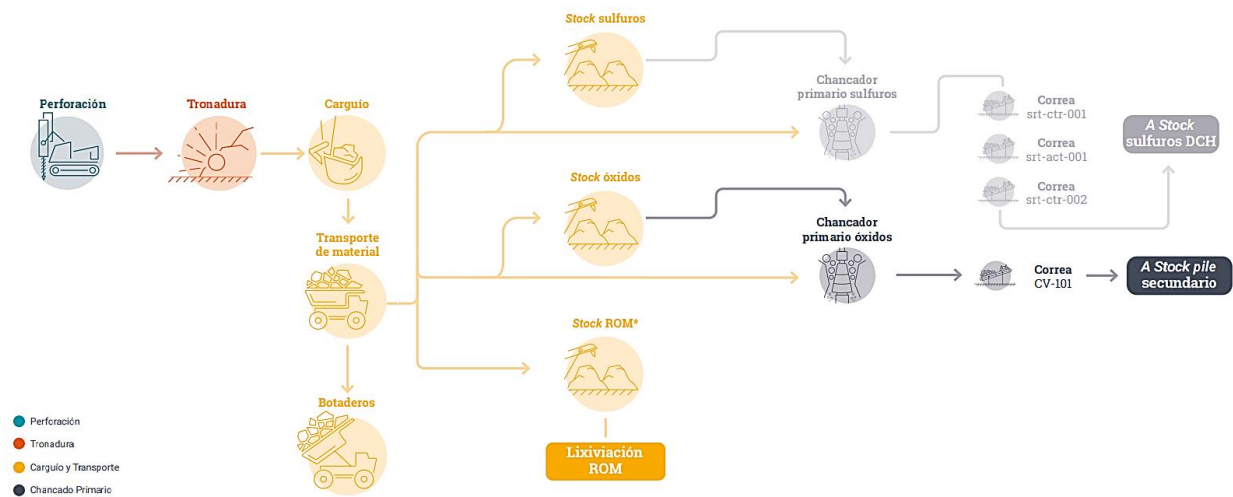 Perforación
Tronadura
Carguío
Transporte
de material
Botaderos
Stock sulfuros
Stock óxidos
Stock ROM*
Lixiviación
ROM
Chancador
primario sulfuros
Chancador
primario óxidos
Correa
srt-ctr-001
Correa
srt-act-001
Correa
srt-ctr-002
A Stock
sulfuros DCH
Correa
CV-101
A Stock pile
secundario
Perforación
Tronadura
Carguío y Transporte
Chancado Primario